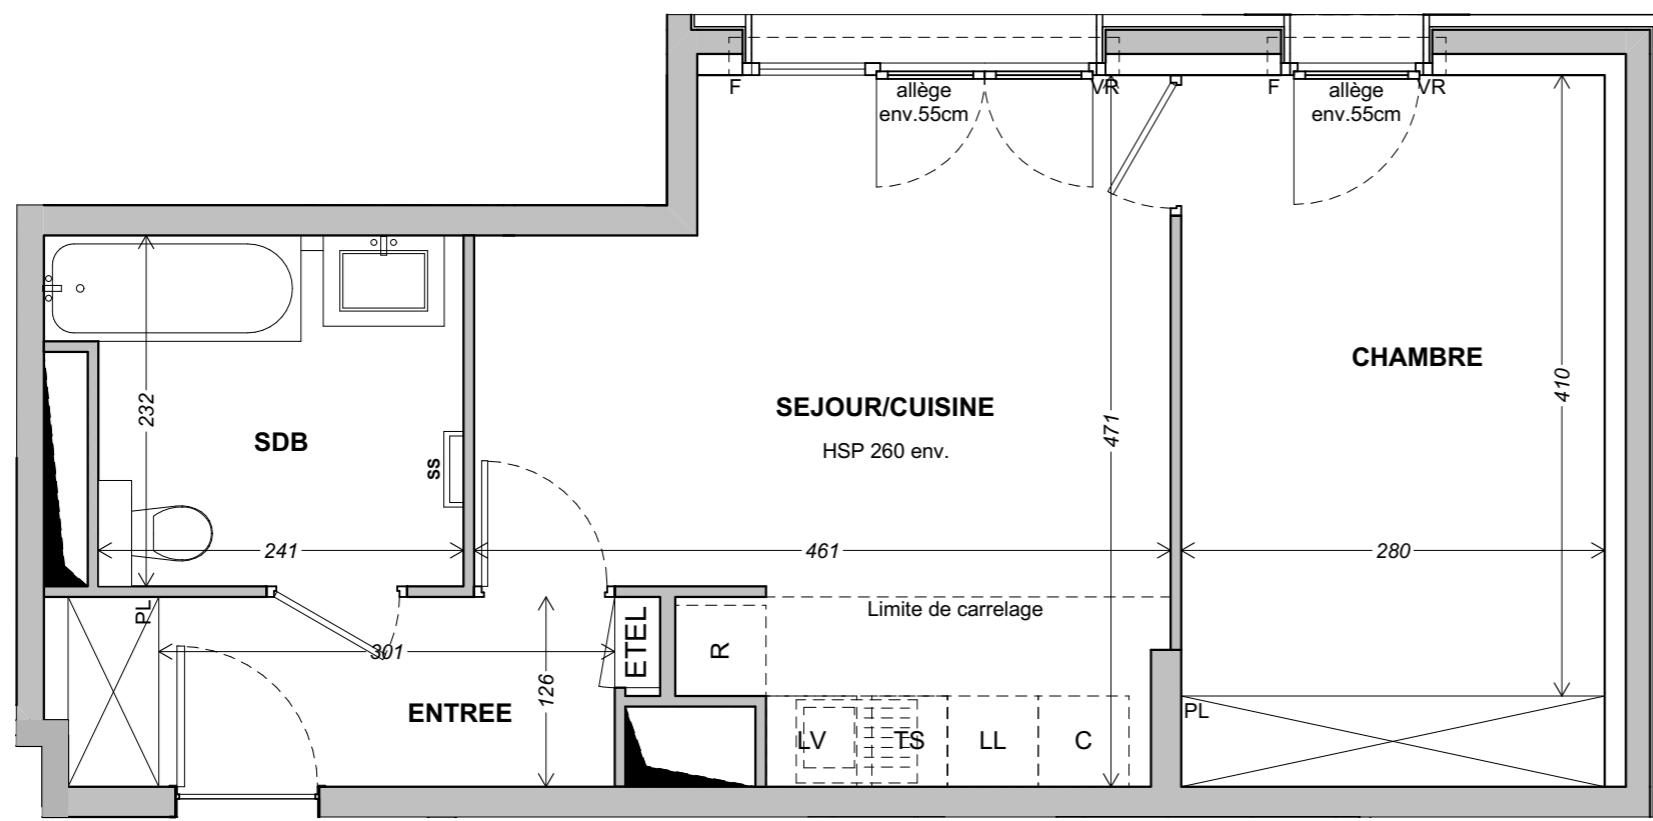 F
allège
env.55cm
VR
F
allège
env.55cm
VR
CHAMBRE
SEJOUR/CUISINE
HSP 260 env.
232
410
471
SDB
ss
241
461
280
PL
Limite de carrelage
301
ETEL
R
126
ENTREE
LV
TS
LL
C
PL